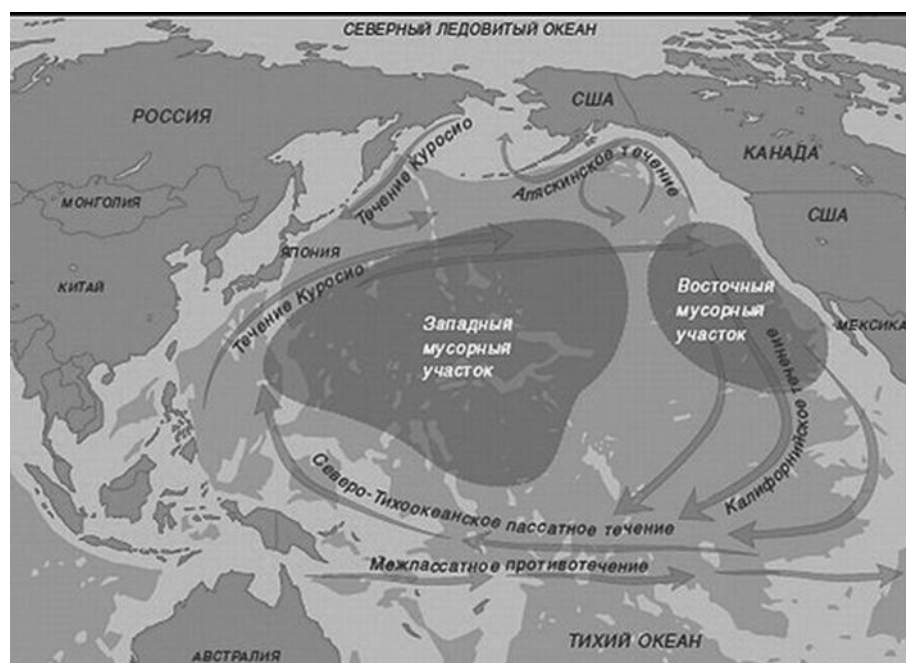 СЕВЕРНЫЙ ЛЕДОВИТЫЙ ОКЕАН
США
РОССИЯ
КАНАДА
Течение Куросио
Аляскинское течение
МОНГОЛИЯ
США
ЯПОНИЯ
КИТАЙ
Течение Куросио
Западный
мусорный
участок
Восточный
мусорный
участок
МЕКСИКА
Калифорнийское течение
Северо-Тихоокеанское пассатное течение
Межпассатное противотечение
АВСТРАЛИЯ
ТИХИЙ ОКЕАН